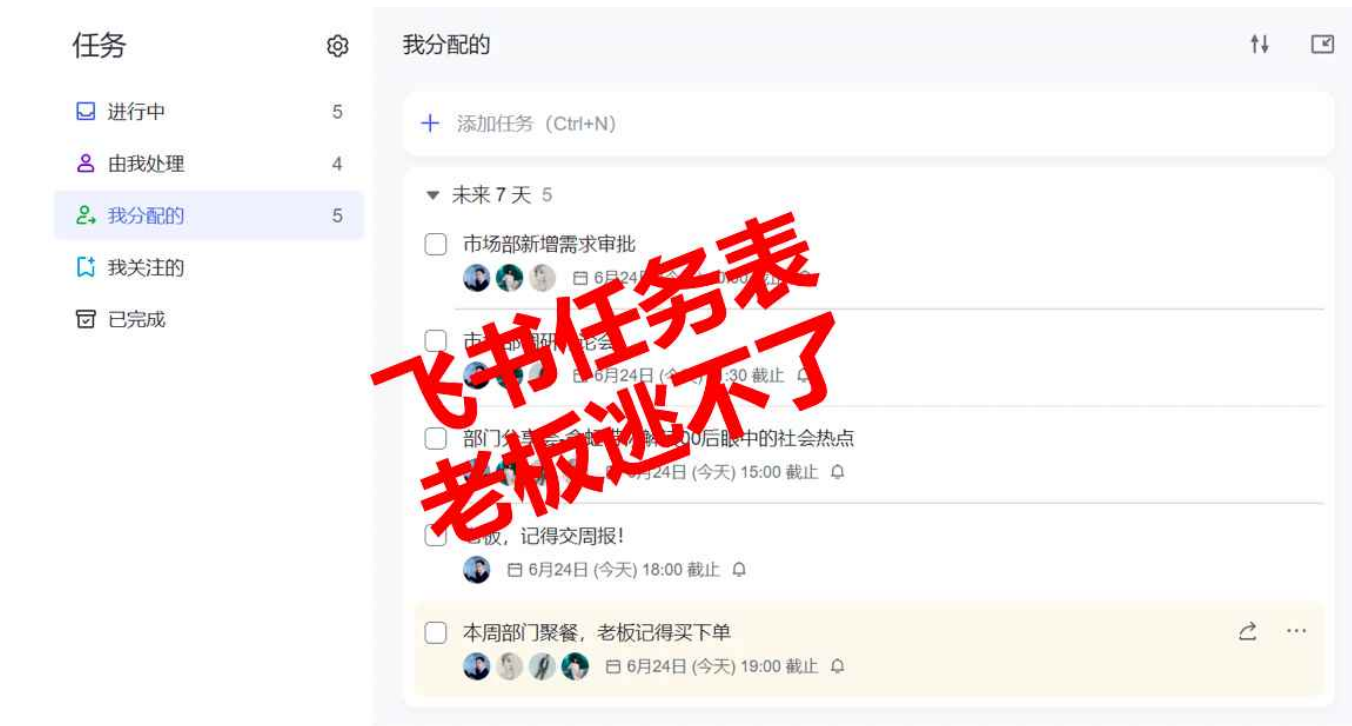 任务
我分配的
进行中 5
由我处理 4
我分配的 5
我关注的
已完成
添加任务（Ctrl+N）
未来 7 天 5
市场部新增需求审批
6月24
飞书任务表
老板逃不了
6月24日 :30 截止
部门 00后眼中的社会热点
月24日 (今天) 15:00 截止
，记得交周报！
6月24日 (今天) 18:00 截止
本周部门聚餐，老板记得买下单
6月24日 (今天) 19:00 截止